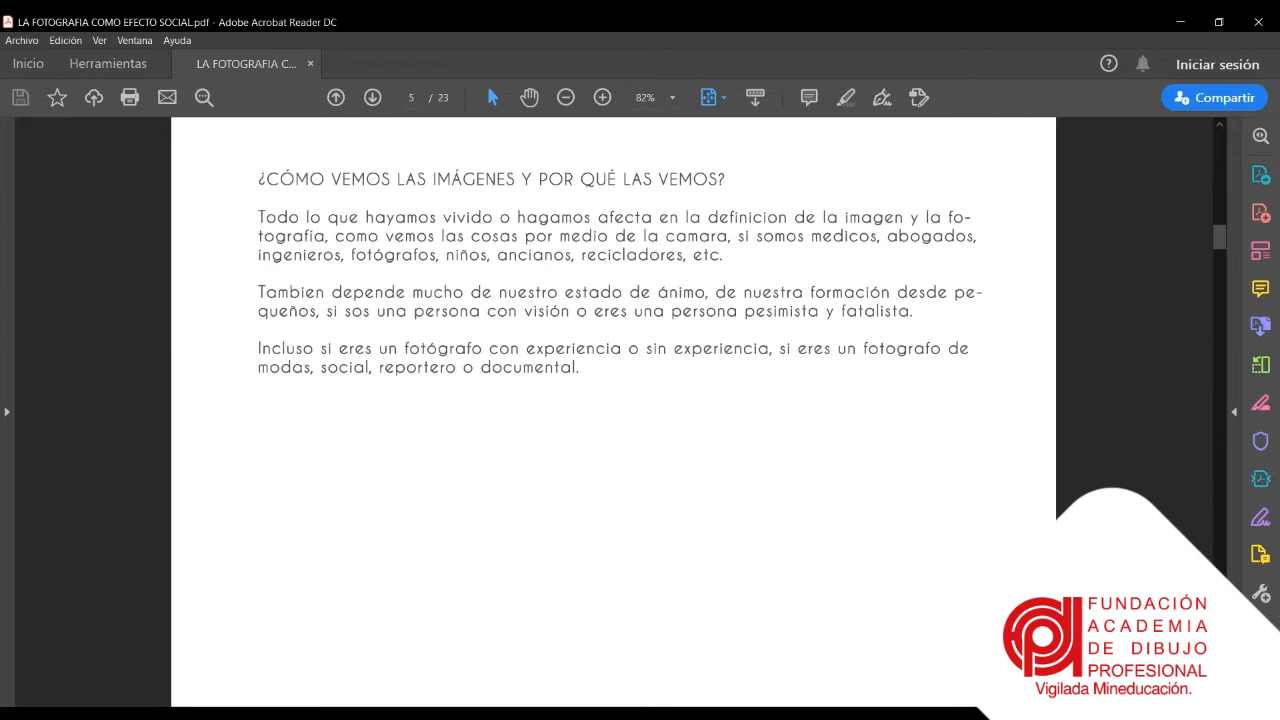 LA FOTOGRAFIA COMO EFECTO SOCIAL.pdf - Adobe Acrobat Reader DC
Archivo Edición Ver Ventana Ayuda
Inicio Herramientas LA FOTOGRAFIA C... × Iniciar sesión
5 / 23 82% Compartir
¿CÓMO VEMOS LAS IMÁGENES Y POR QUÉ LAS VEMOS?
Todo lo que hayamos vivido o hagamos afecta en la definicion de la imagen y la fo-
tografía, como vemos las cosas por medio de la camara, si somos medicos, abogados,
ingenieros, fotógrafos, niños, ancianos, recicladores, etc.
Tambien depende mucho de nuestro estado de ánimo, de nuestra formación desde pe-
queños, si sos una persona con visión o eres una persona pesimista y fatalista.
Incluso si eres un fotógrafo con experiencia o sin experiencia, si eres un fotografo de
modas, social, reportero o documental.
FUNDACIÓN
ACADEMIA
DE DIBUJO
PROFESIONAL
Vigilada Mineducación.